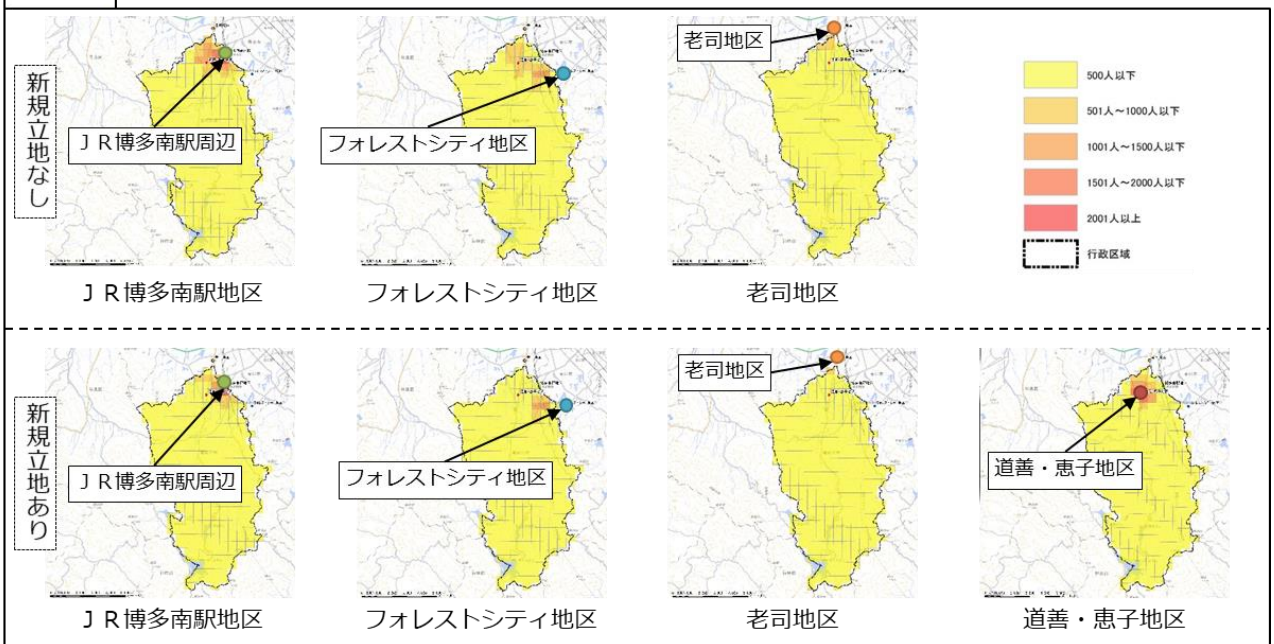 新規立地なし
ＪＲ博多南駅周辺
フォレストシティ地区
老司地区
500人以下
501人～1000人以下
1001人～1500人以下
1501人～2000人以下
2001人以上
行政区域
ＪＲ博多南駅地区
フォレストシティ地区
老司地区
新規立地あり
ＪＲ博多南駅周辺
フォレストシティ地区
老司地区
道善・恵子地区
ＪＲ博多南駅地区
フォレストシティ地区
老司地区
道善・恵子地区